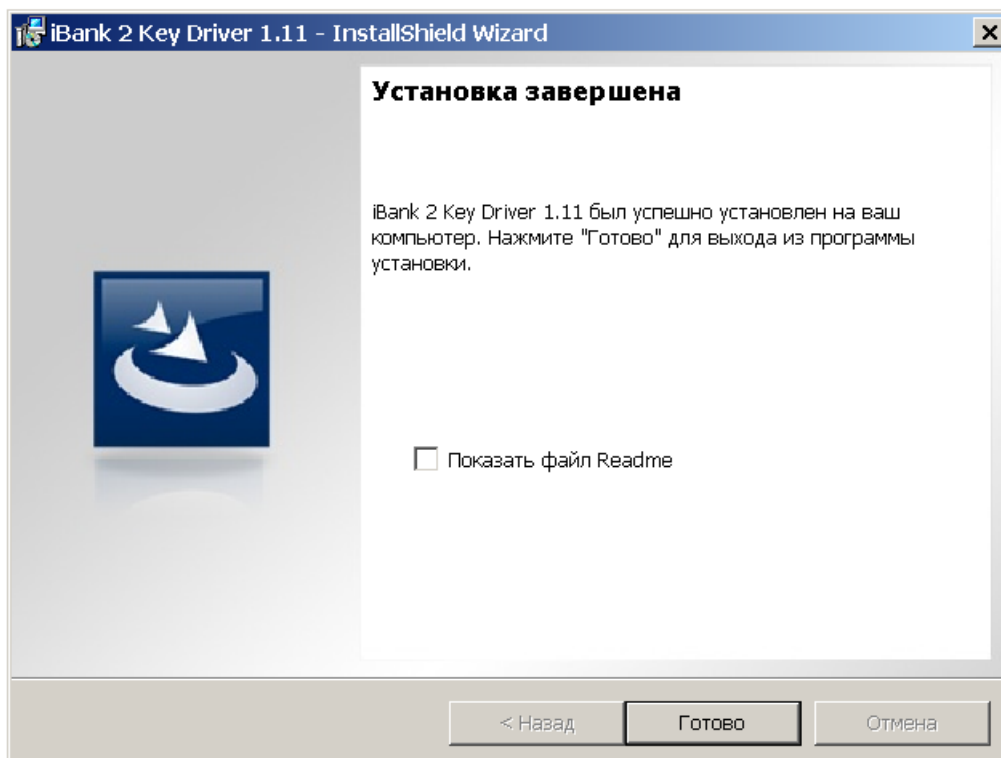 iBank 2 Key Driver 1.11 - InstallShield Wizard
Установка завершена
iBank 2 Key Driver 1.11 был успешно установлен на ваш
компьютер. Нажмите "Готово" для выхода из программы
установки.
Показать файл Readme
< Назад
Готово
Отмена